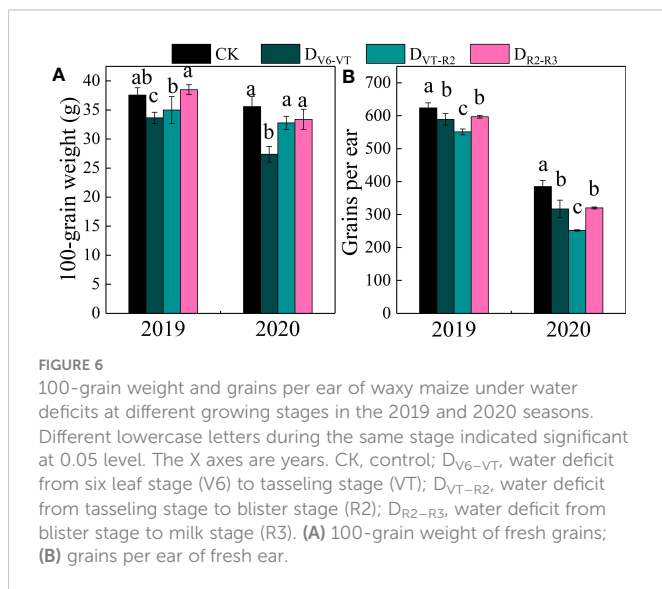 CK DV6-VT DVT-R2 DR2-R3
A
40
35
30
25
20
15
10
5
0
100-grain weight (g)
ab c b a
a b a a
2019 2020
B
700
600
500
400
300
200
100
0
Grains per ear
a b c b
a b c b
2019 2020
FIGURE 6
100-grain weight and grains per ear of waxy maize under water
deficits at different growing stages in the 2019 and 2020 seasons.
Different lowercase letters during the same stage indicated significant
at 0.05 level. The X axes are years. CK, control; DV6–VT, water deficit
from six leaf stage (V6) to tasseling stage (VT); DVT–R2, water deficit
from tasseling stage to blister stage (R2); DR2–R3, water deficit from
blister stage to milk stage (R3). (A) 100-grain weight of fresh grains;
(B) grains per ear of fresh ear.